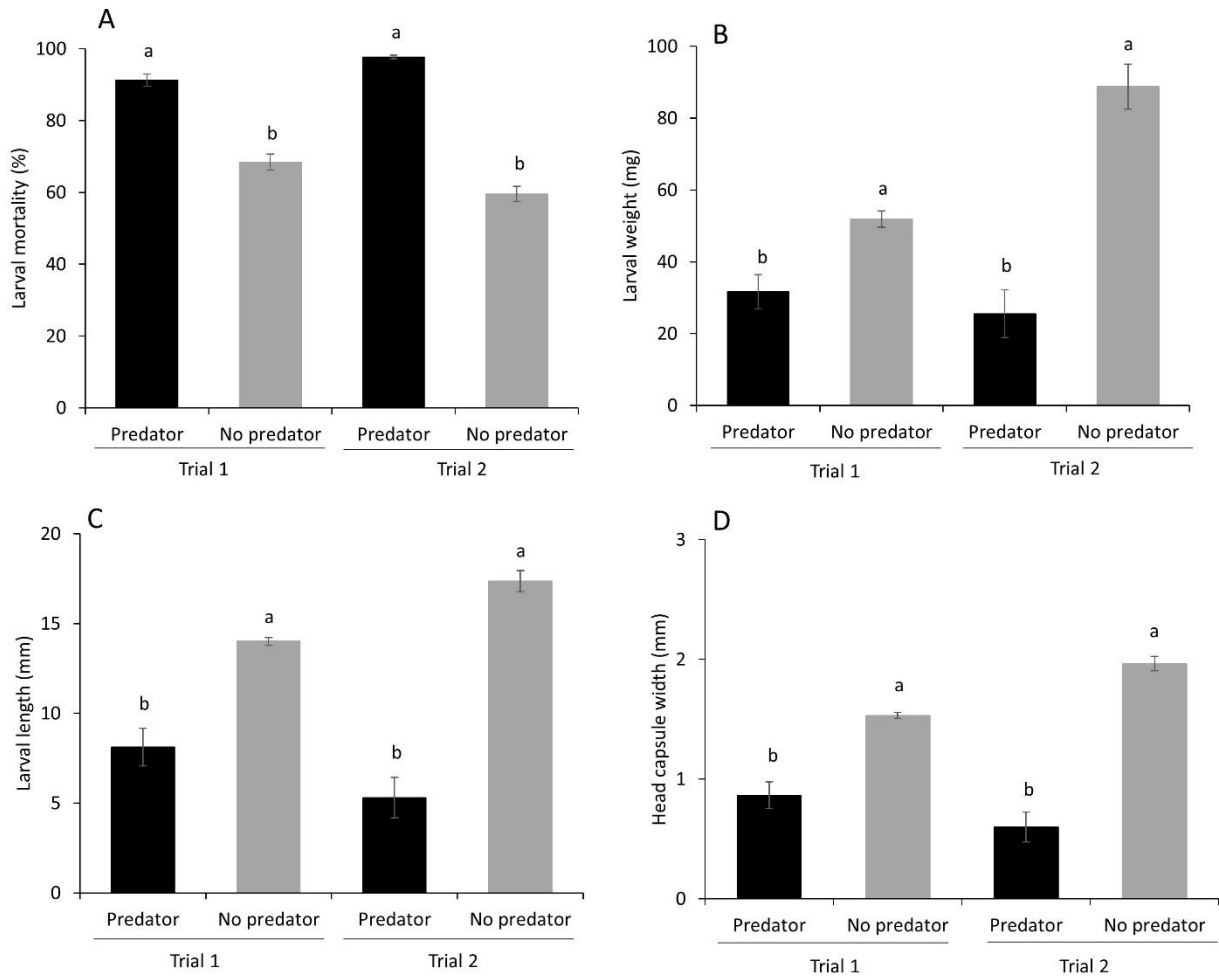 A
Larval mortality (%)
100
80
60
40
20
0
a
b
a
b
Predator No predator Predator No predator
Trial 1 Trial 2
B
Larval weight (mg)
100
80
60
40
20
0
b
a
b
a
Predator No predator Predator No predator
Trial 1 Trial 2
C
Larval length (mm)
20
15
10
5
0
b
a
b
a
Predator No predator Predator No predator
Trial 1 Trial 2
D
Head capsule width (mm)
3
2
1
0
b
a
b
a
Predator No predator Predator No predator
Trial 1 Trial 2